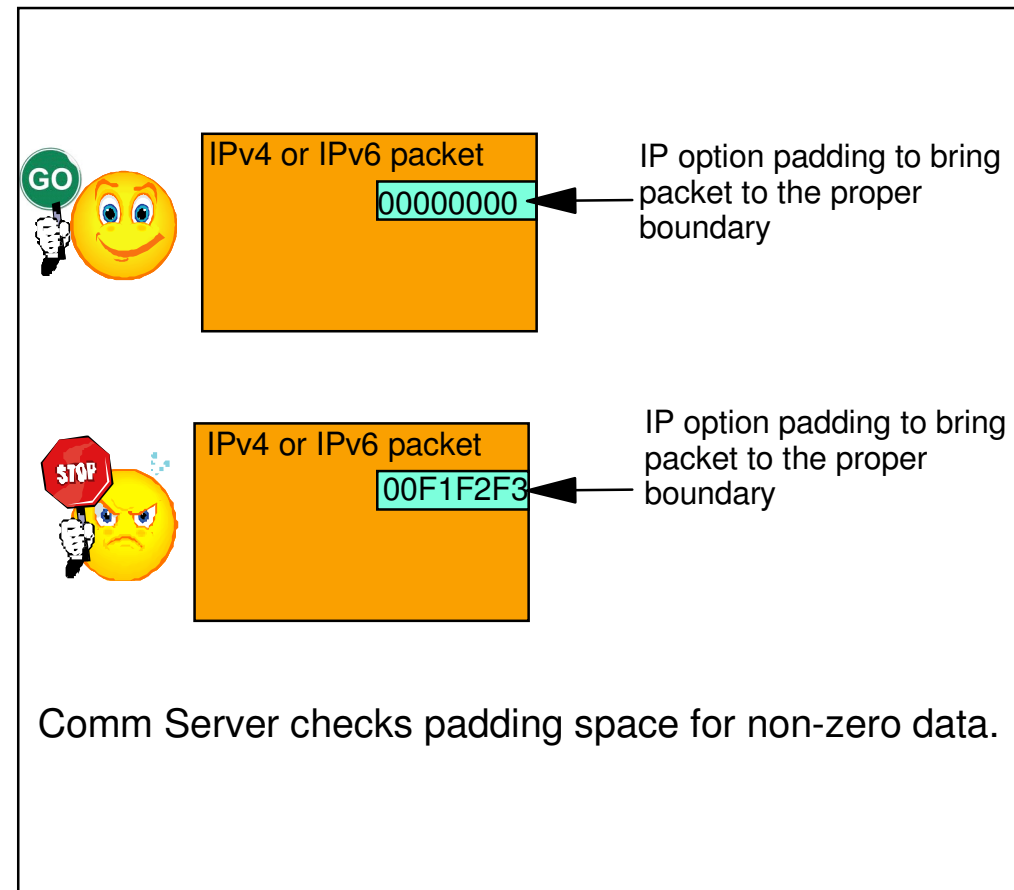 GO
IPv4 or IPv6 packet
00000000
IP option padding to bring
packet to the proper
boundary
STOP
IPv4 or IPv6 packet
00F1F2F3
IP option padding to bring
packet to the proper
boundary
Comm Server checks padding space for non-zero data.